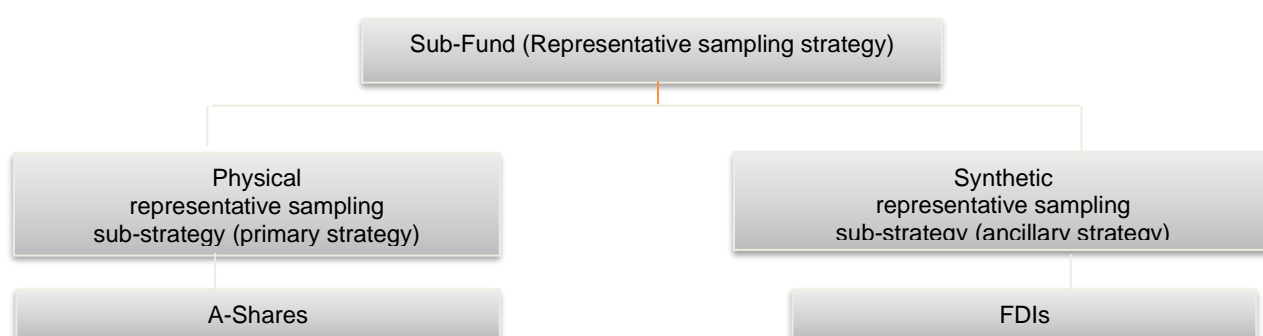 Sub-Fund (Representative sampling strategy)
Physical
representative sampling
sub-strategy (primary strategy)
Synthetic
representative sampling
sub-strategy (ancillary strategy)
A-Shares
FDIs